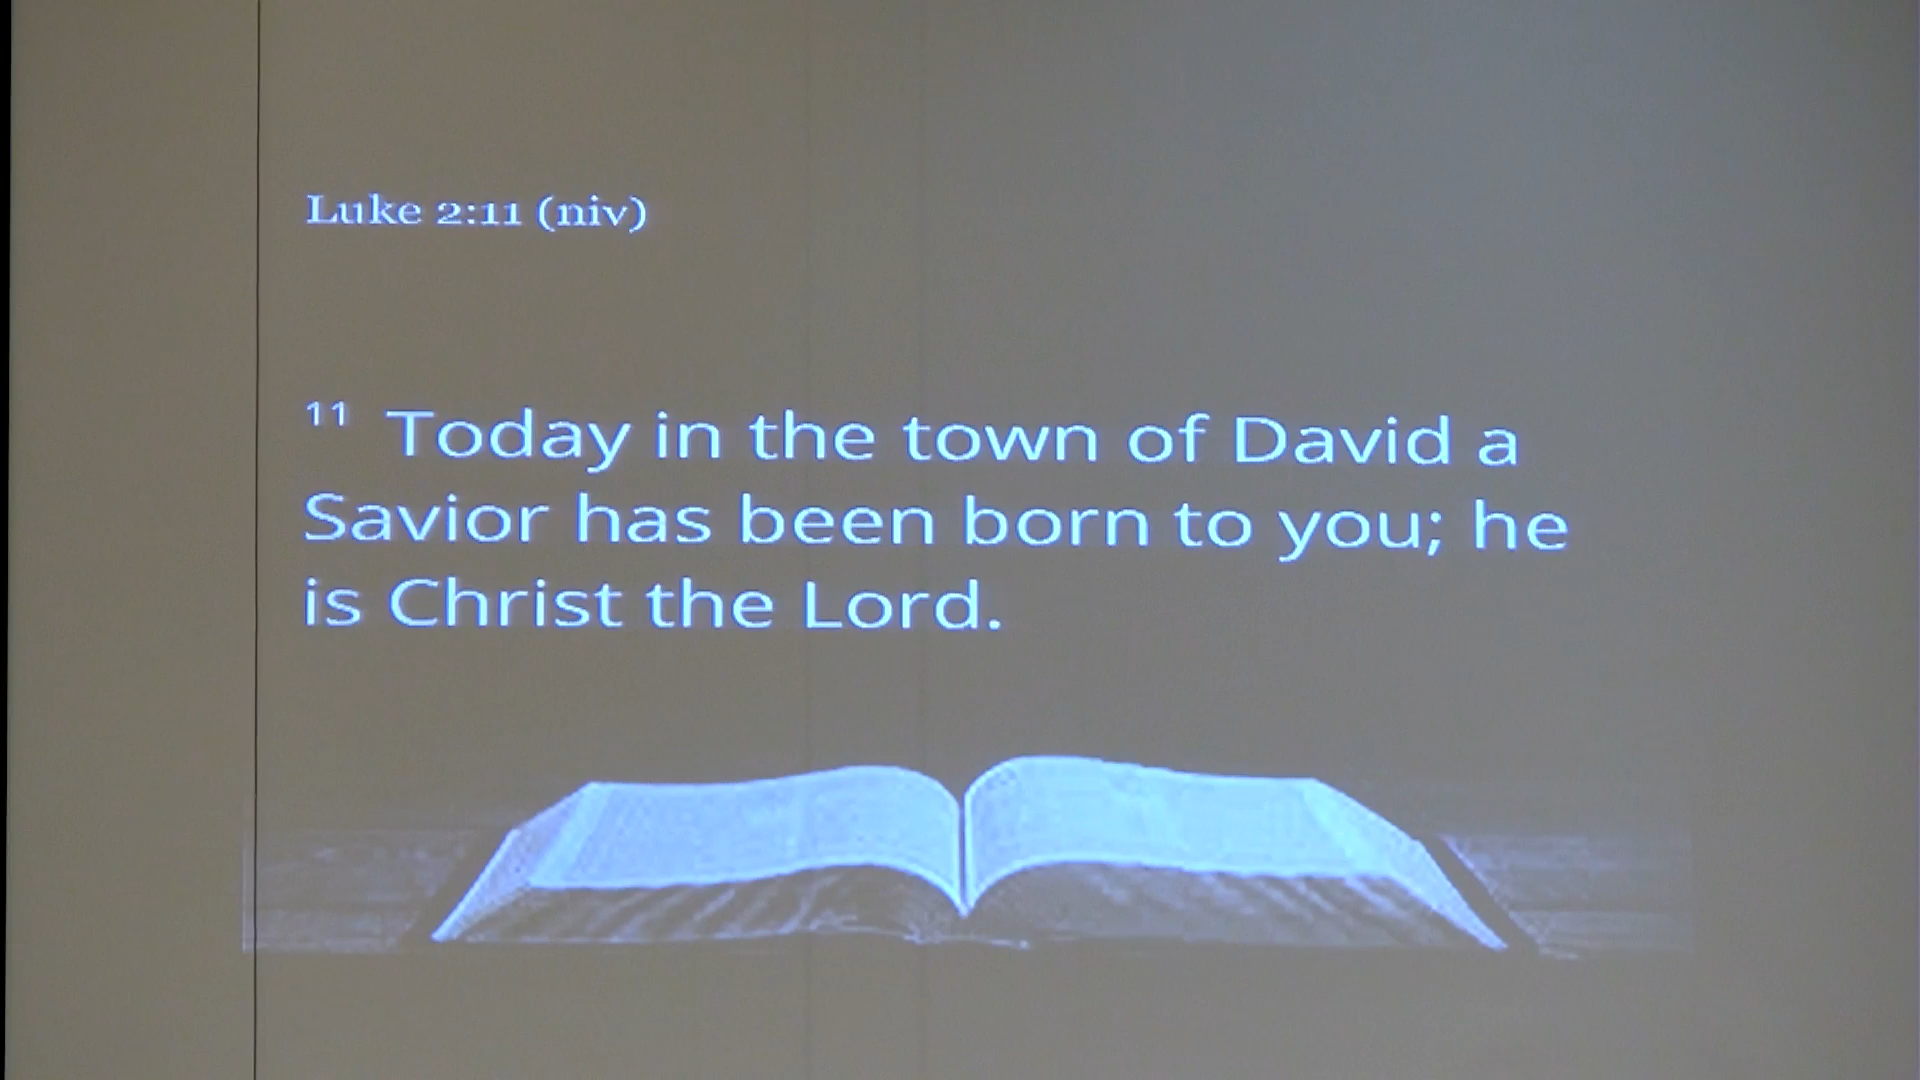 Luke 2:11 (niv)
11 Today in the town of David a
Savior has been born to you; he
is Christ the Lord.